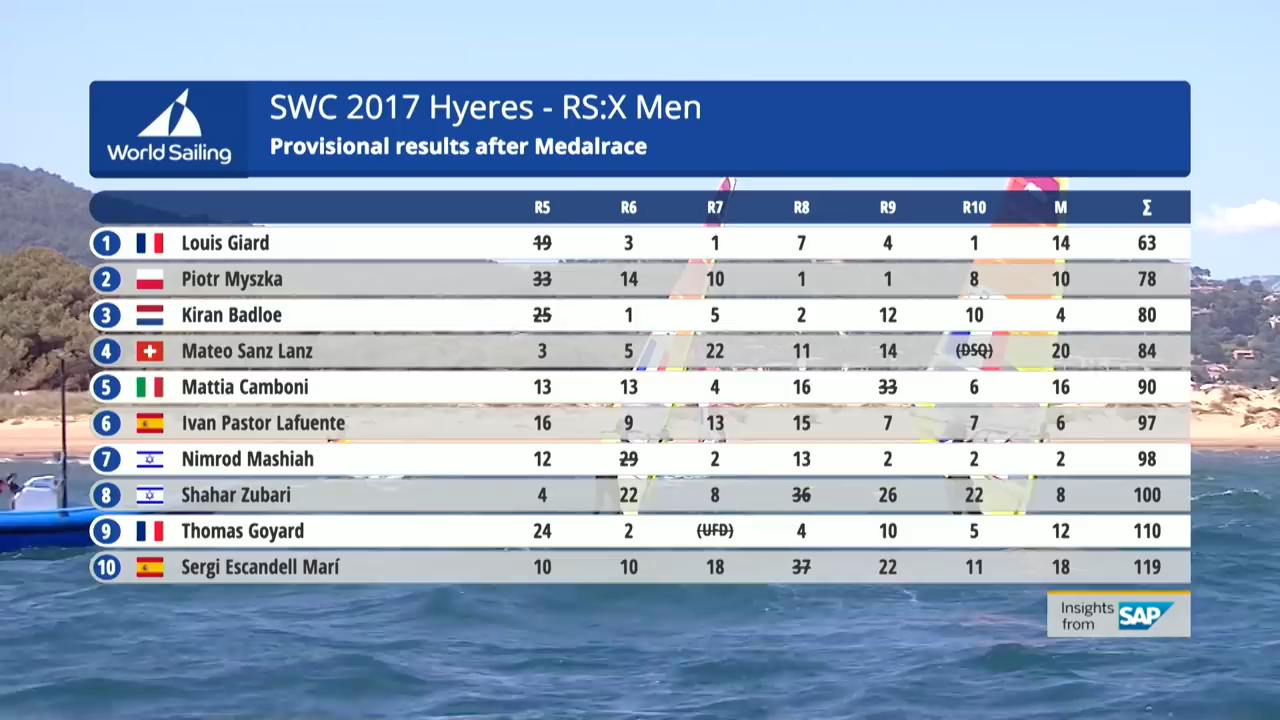 SWC 2017 Hyeres - RS:X Men
World Sailing
Provisional results after Medalrace
R5 R6 R7 R8 R9 R10 M Σ
1 Louis Giard 19 3 1 7 4 1 14 63
2 Piotr Myszka 33 14 10 1 1 8 10 78
3 Kiran Badloe 25 1 5 2 12 10 4 80
4 Mateo Sanz Lanz 3 5 22 11 14 (DSQ) 20 84
5 Mattia Camboni 13 13 4 16 33 6 16 90
6 Ivan Pastor Lafuente 16 9 13 15 7 7 6 97
7 Nimrod Mashiah 12 29 2 13 2 2 2 98
8 Shahar Zubari 4 22 8 36 26 22 8 100
9 Thomas Goyard 24 2 (UFD) 4 10 5 12 110
10 Sergi Escandell Marí 10 10 18 37 22 11 18 119
Insights
from SAP